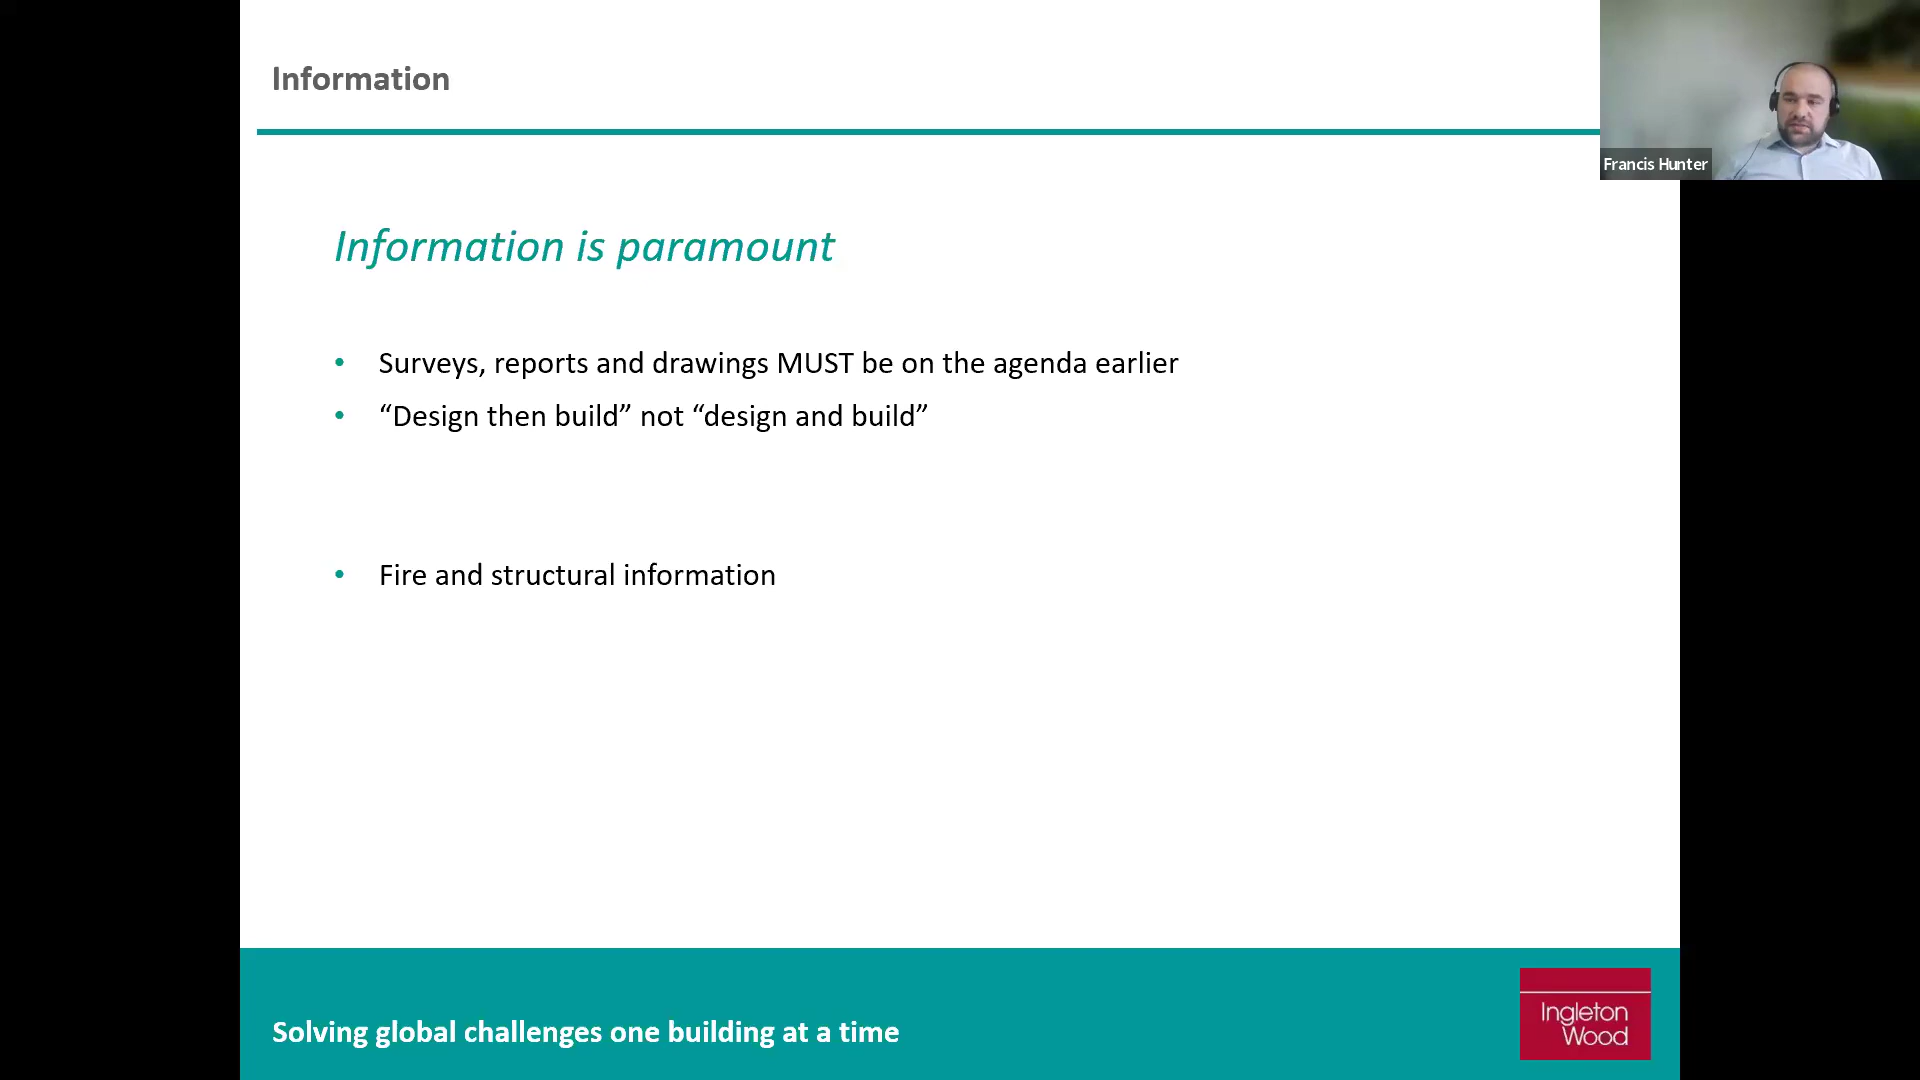 Information
Francis Hunter
Information is paramount
• Surveys, reports and drawings MUST be on the agenda earlier
• “Design then build” not “design and build”
• Fire and structural information
Solving global challenges one building at a time
Ingleton
Wood